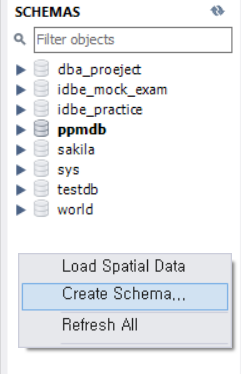 SCHEMAS
Filter objects
dba_proeject
idbe_mock_exam
idbe_practice
ppmdb
sakila
sys
testdb
world
Load Spatial Data
Create Schema...
Refresh All